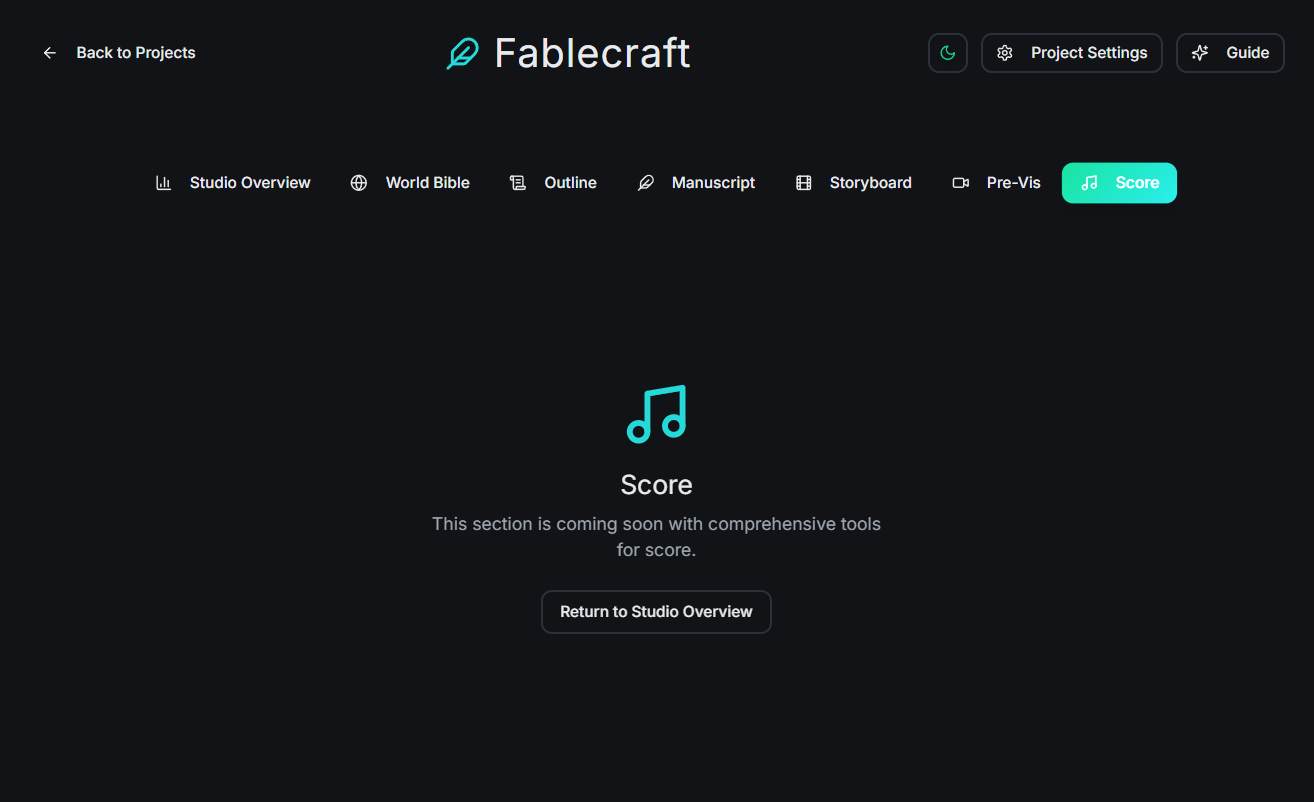 Back to Projects
Fablecraft
Project Settings
Guide
Studio Overview
World Bible
Outline
Manuscript
Storyboard
Pre-Vis
Score
Score
This section is coming soon with comprehensive tools
for score.
Return to Studio Overview